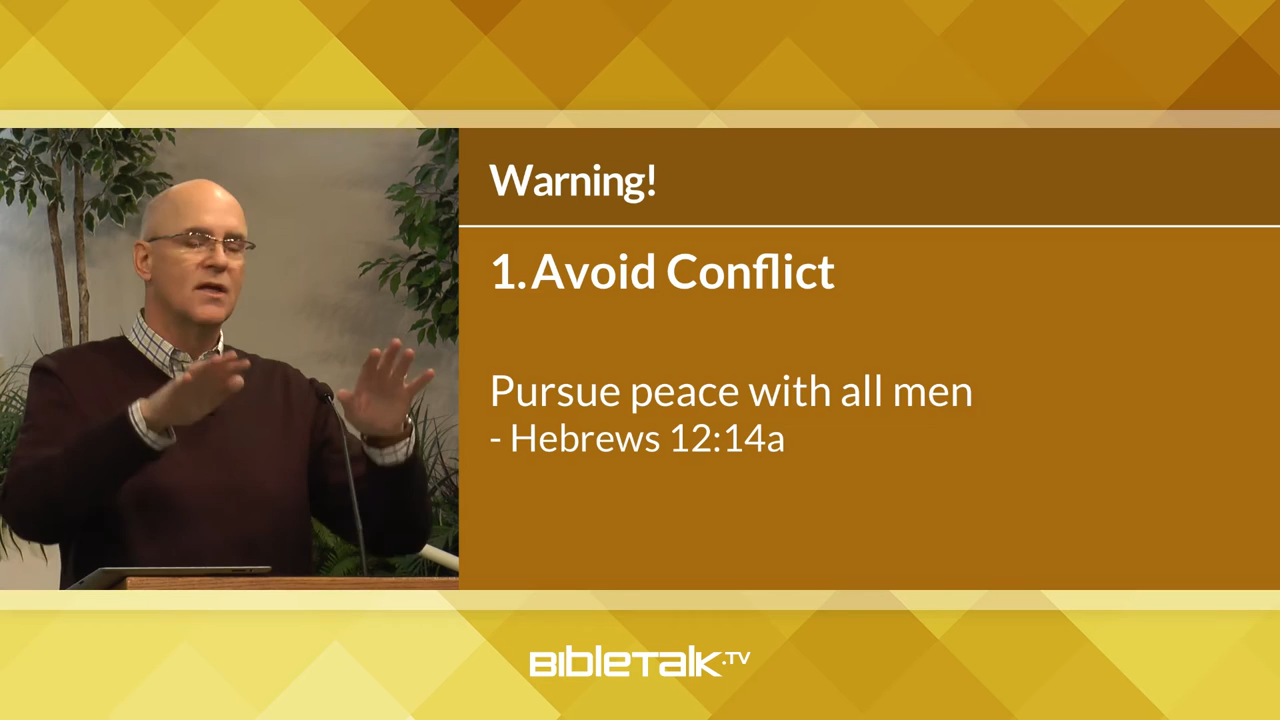 Warning!
1. Avoid Conflict
Pursue peace with all men
- Hebrews 12:14a
BIBLETALK.TV